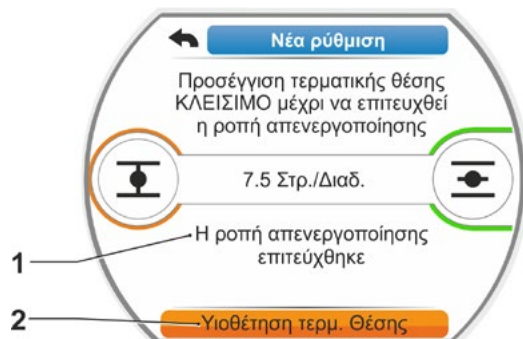 Νέα ρύθμιση
Προσέγγιση τερματικής θέσης
ΚΛΕΙΣΙΜΟ μέχρι να επιτευχθεί
η ροπή απενεργοποίησης
7.5 Στρ./Διαδ.
1
Η ροπή απενεργοποίησης
επιτεύχθηκε
2
Υιοθέτηση τερμ. Θέσης